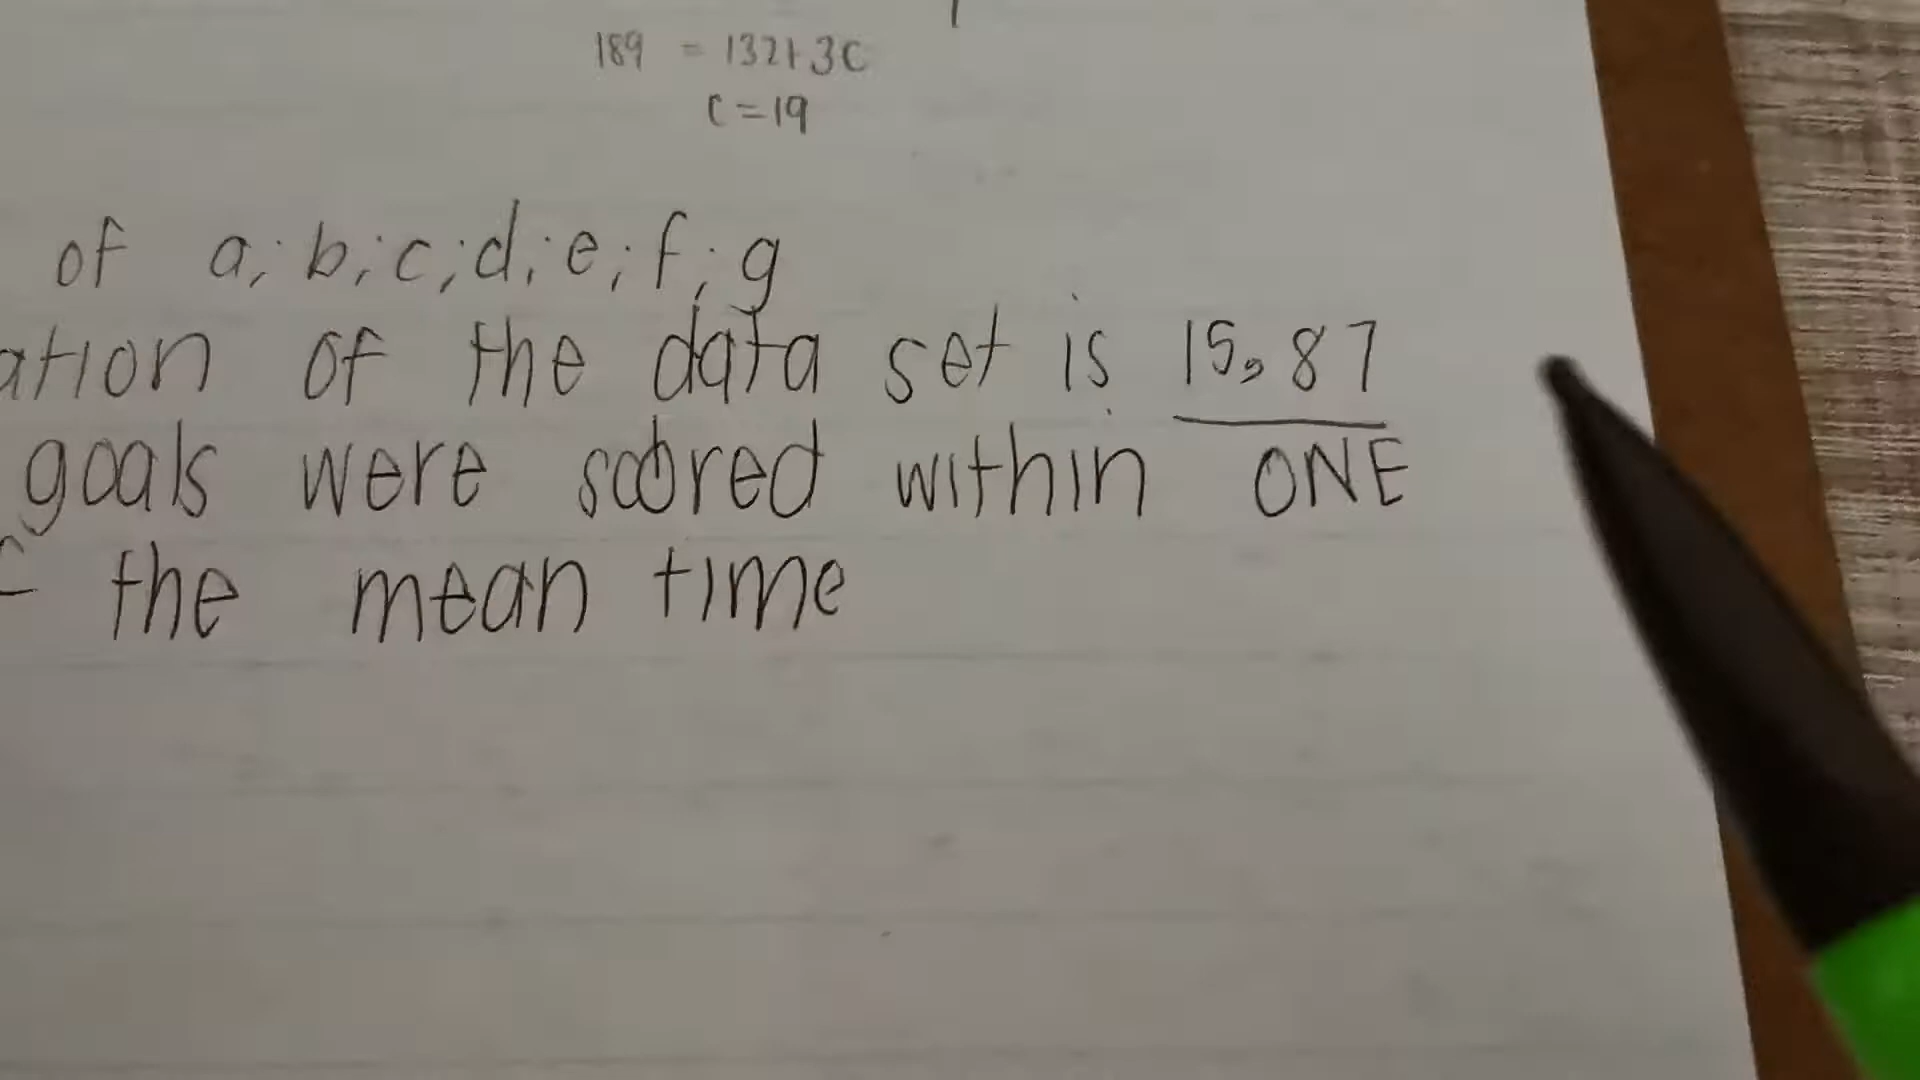 189 = 132+3c
c=19
of a; b; c; d; e; f; g
ation of the data set is 15,87
goals were scored within ONE
the mean time